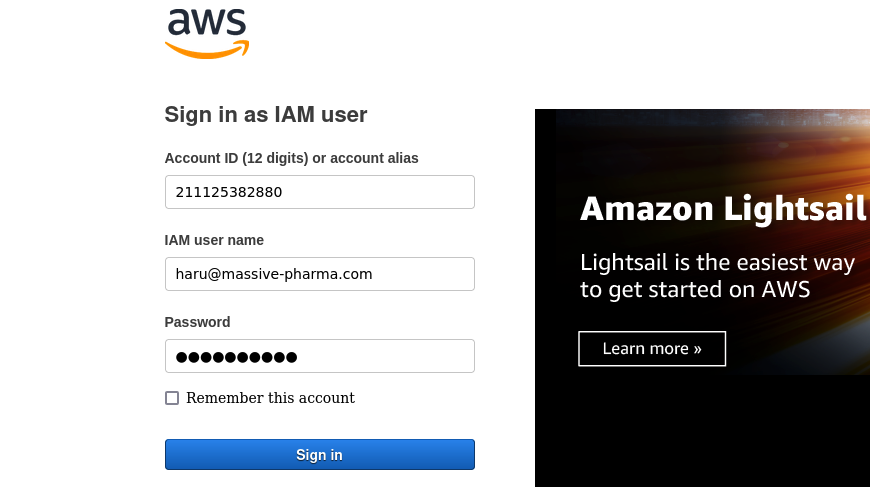 aws
Sign in as IAM user
Account ID (12 digits) or account alias
211125382880
IAM user name
haru@massive-pharma.com
Password
●●●●●●●●●●
Remember this account
Sign in
Amazon Lightsail
Lightsail is the easiest way
to get started on AWS
Learn more »